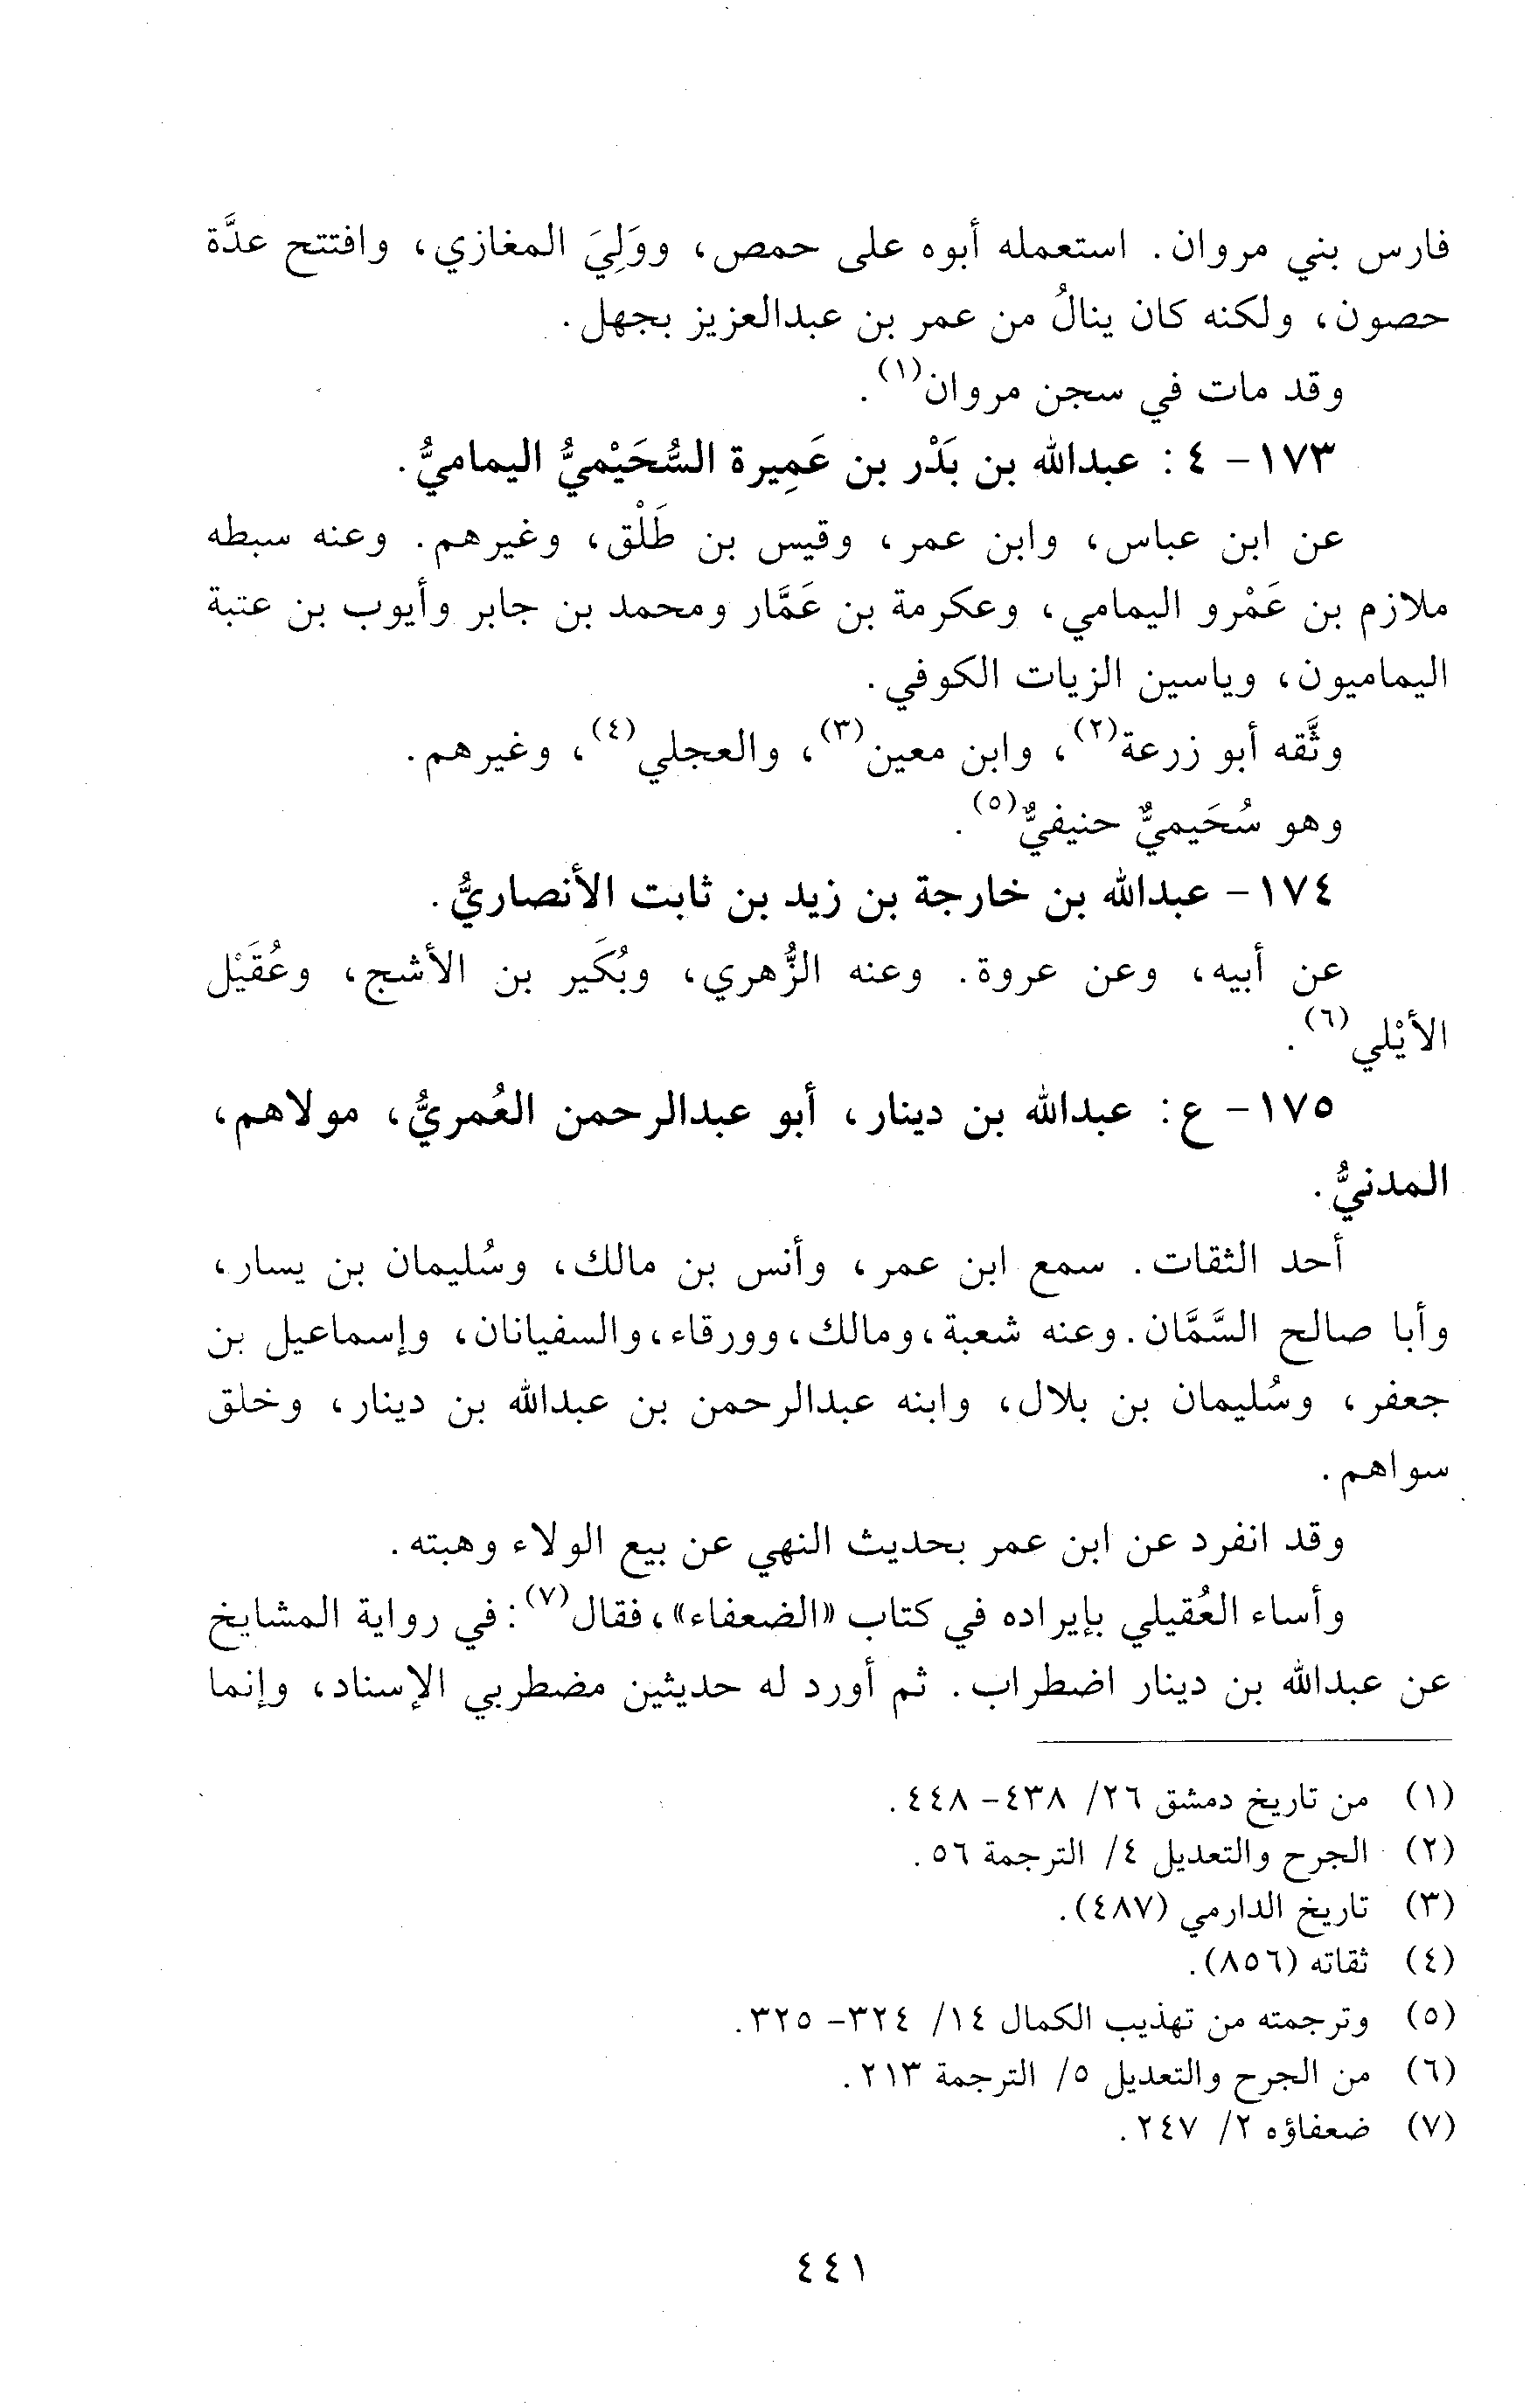 فارس بني مروان. استعمله أبوه على حمص، ووَلِيَ المغازي، وافتتح عدَّة
حصون، ولكنه كان ينالُ من عمر بن عبدالعزيز بجهل.
وقد مات في سجن مروان(١).
١٧٣- ٤: عبدالله بن بَدْر بن عَمِيرة السُّحَيْميُّ اليماميُّ.
عن ابن عباس، وابن عمر، وقيس بن طَلْق، وغيرهم. وعنه سبطه
ملازم بن عَمْرو اليمامي، وعكرمة بن عَمَّار ومحمد بن جابر وأيوب بن عتبة
اليماميون، وياسين الزيات الكوفي.
وثَّقه أبو زرعة(٢)، وابن معين(٣)، والعجلي(٤)، وغيرهم.
وهو سُحَيميٌّ حنيفيٌّ(٥).
١٧٤- عبدالله بن خارجة بن زيد بن ثابت الأنصاريُّ.
عن أبيه، وعن عروة. وعنه الزُّهري، وبُكَير بن الأشج، وعُقَيْل
الأيْلي(٦).
١٧٥- ع: عبدالله بن دينار، أبو عبدالرحمن العُمريُّ، مولاهم،
المدنيُّ.
أحد الثقات. سمع ابن عمر، وأنس بن مالك، وسُليمان بن يسار،
وأبا صالح السَّمَّان. وعنه شعبة، ومالك، وورقاء، والسفيانان، وإسماعيل بن
جعفر، وسُليمان بن بلال، وابنه عبدالرحمن بن عبدالله بن دينار، وخلق
سواهم.
وقد انفرد عن ابن عمر بحديث النهي عن بيع الولاء وهبته.
وأساء العُقيلي بإيراده في كتاب «الضعفاء»، فقال(٧): في رواية المشايخ
عن عبدالله بن دينار اضطراب. ثم أورد له حديثين مضطربي الإسناد، وإنما
(١) من تاريخ دمشق ٢٦/ ٤٣٨- ٤٤٨.
(٢) الجرح والتعديل ٤/ الترجمة ٥٦.
(٣) تاريخ الدارمي (٤٨٧).
(٤) ثقاته (٨٥٦).
(٥) وترجمته من تهذيب الكمال ١٤/ ٣٢٤- ٣٢٥.
(٦) من الجرح والتعديل ٥/ الترجمة ٢١٣.
(٧) ضعفاؤه ٢/ ٢٤٧.
٤٤١